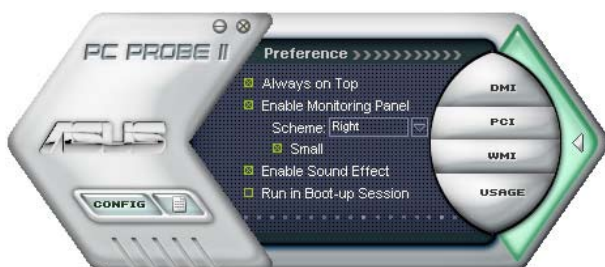 PC PROBE II
Preference >>>>>>>>>>>
Always on Top
Enable Monitoring Panel
Scheme: Right
Small
Enable Sound Effect
Run in Boot-up Session
ASUS
CONFIG
DMI
PCI
WMI
USAGE